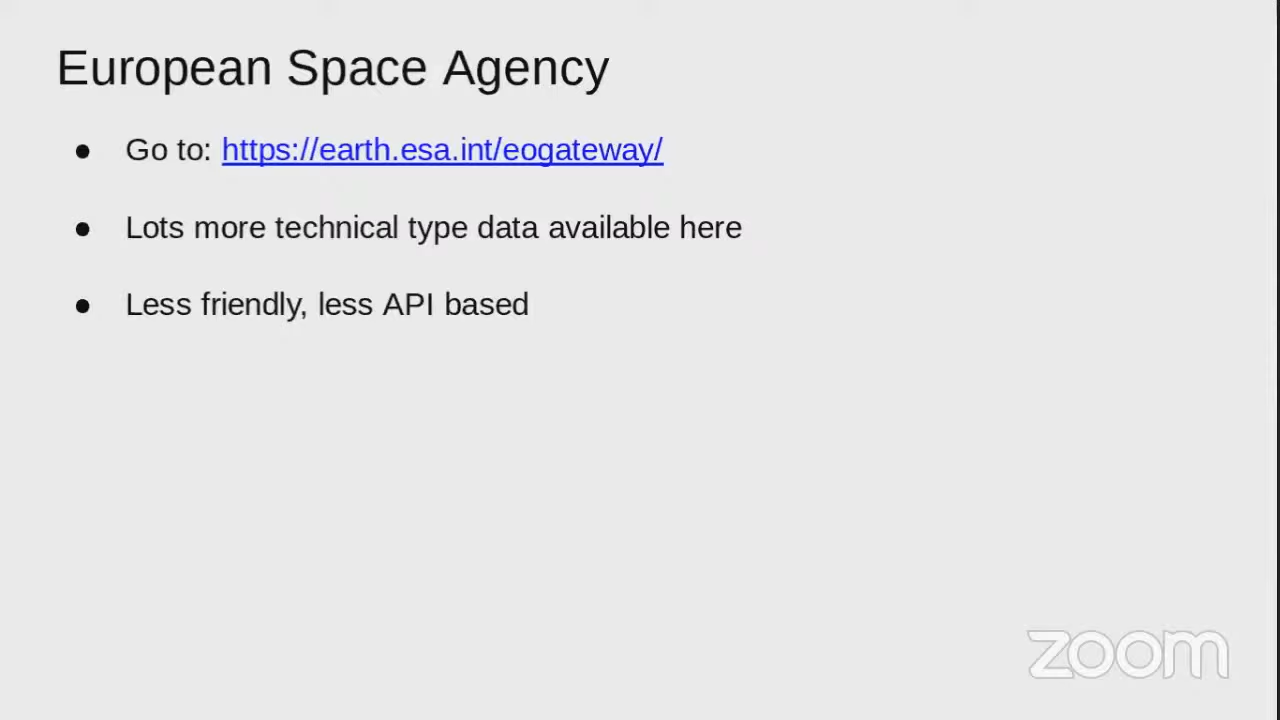 European Space Agency
● Go to: https://earth.esa.int/eogateway/
● Lots more technical type data available here
● Less friendly, less API based
zoom